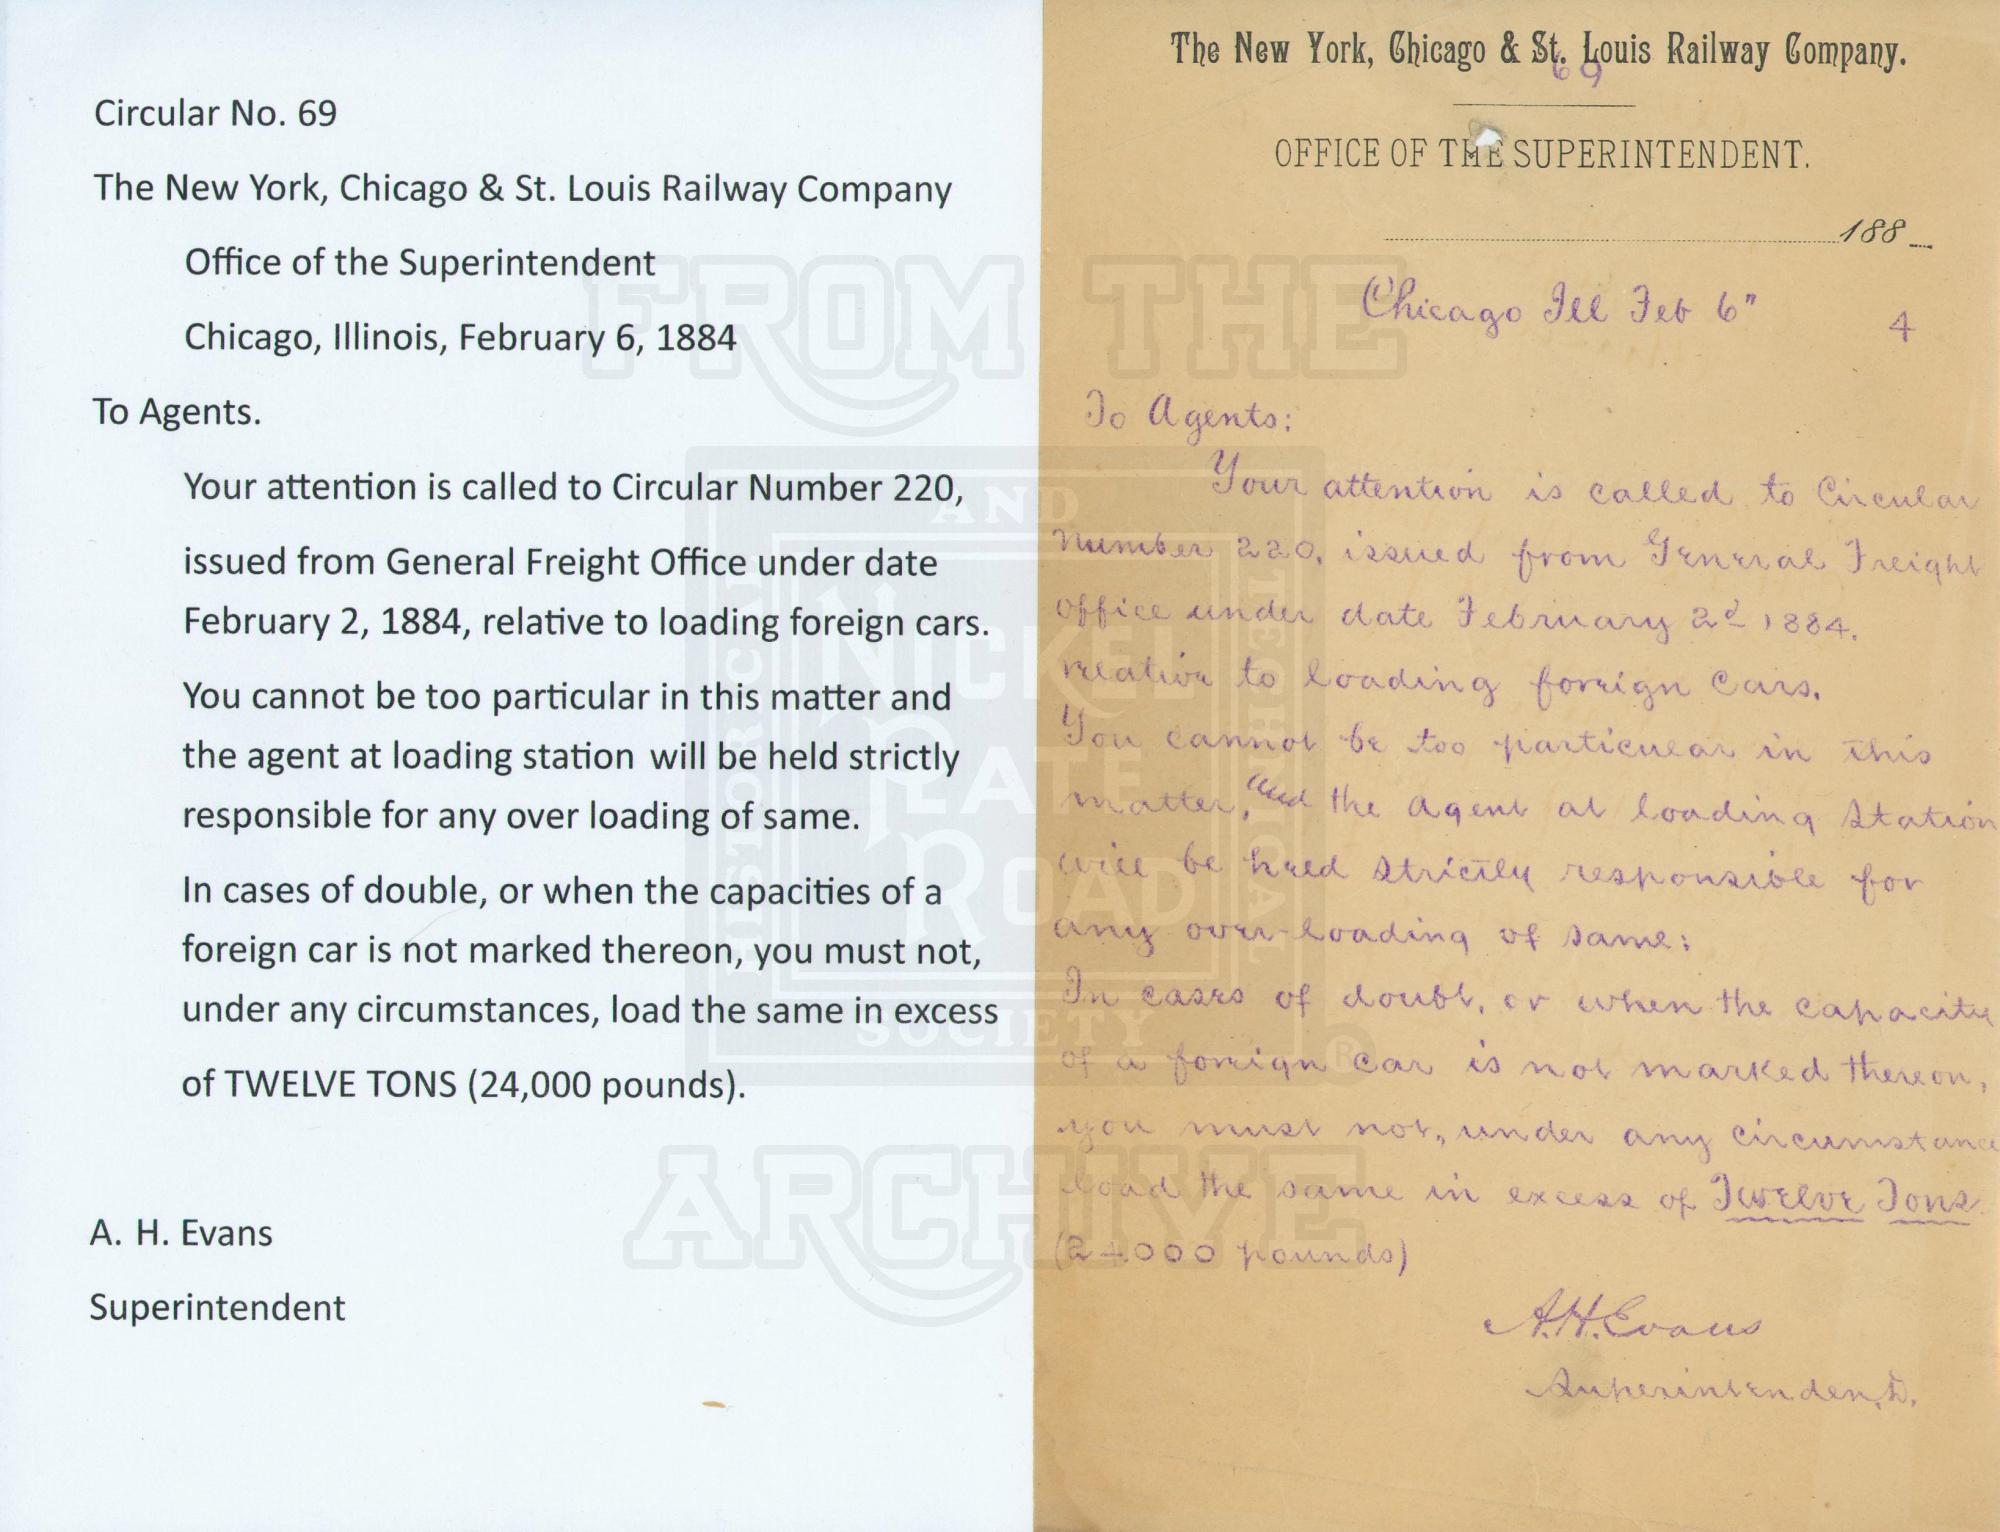 Circular No. 69
The New York, Chicago & St. Louis Railway Company
Office of the Superintendent
Chicago, Illinois, February 6, 1884
To Agents.
Your attention is called to Circular Number 220,
issued from General Freight Office under date
February 2, 1884, relative to loading foreign cars.
You cannot be too particular in this matter and
the agent at loading station will be held strictly
responsible for any over loading of same.
In cases of double, or when the capacities of a
foreign car is not marked thereon, you must not,
under any circumstances, load the same in excess
of TWELVE TONS (24,000 pounds).
A. H. Evans
Superintendent
The New York, Chicago & St. Louis Railway Company.
69
OFFICE OF THE SUPERINTENDENT.
188
Chicago Ill Feb 6" 4
To Agents:
Your attention is called to Circular
Number 220, issued from General Freight
office under date February 2d 1884.
relative to loading foreign Cars.
You cannot be too particular in this
matter, and the Agent at loading Station
will be held strictly responsible for
any over-loading of same;
In cases of doubt, or when the capacity
of a foreign car is not marked thereon,
you must not, under any circumstance
load the same in excess of Twelve Tons
(24000 pounds)
A.H. Evans
Superintendent.
FROM THE
NICKEL PLATE ROAD
HISTORICAL AND TECHNICAL SOCIETY
®
ARCHIVE